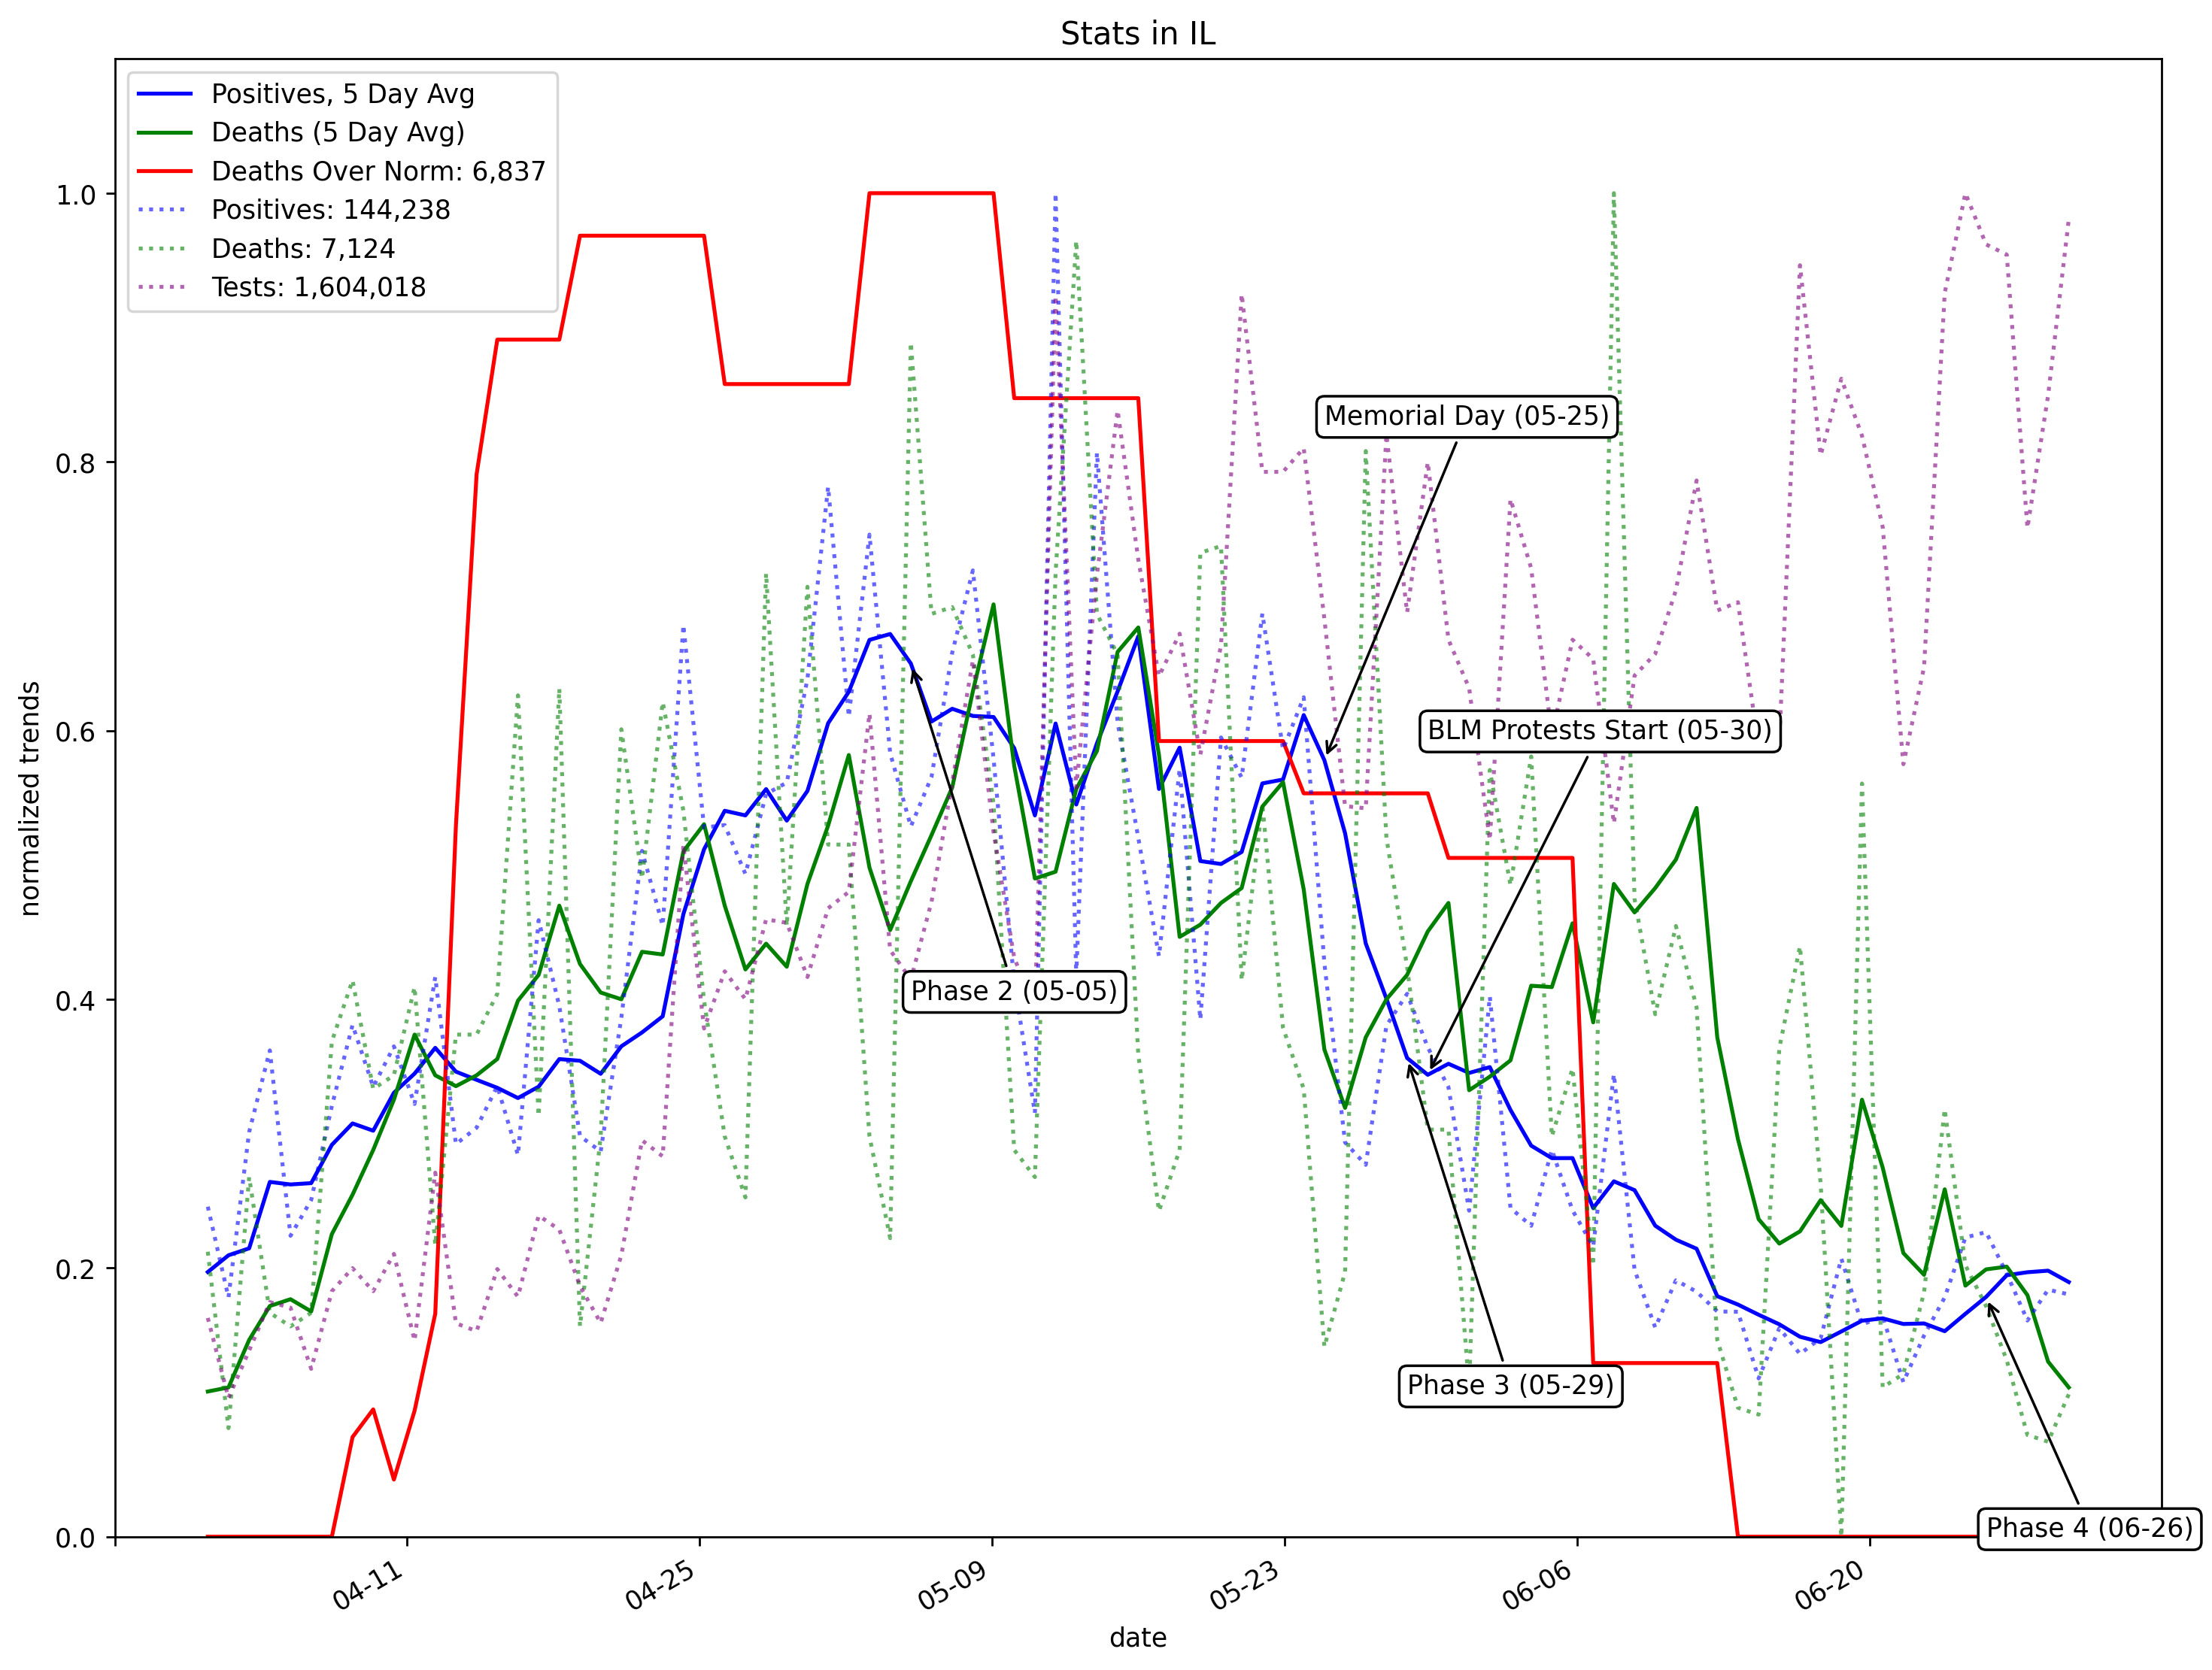 Stats in IL
Positives, 5 Day Avg
Deaths (5 Day Avg)
Deaths Over Norm: 6,837
Positives: 144,238
Deaths: 7,124
Tests: 1,604,018
1.0
0.8
0.6
0.4
0.2
0.0
normalized trends
Memorial Day (05-25)
BLM Protests Start (05-30)
Phase 2 (05-05)
Phase 3 (05-29)
Phase 4 (06-26)
04-11
04-25
05-09
05-23
06-06
06-20
date